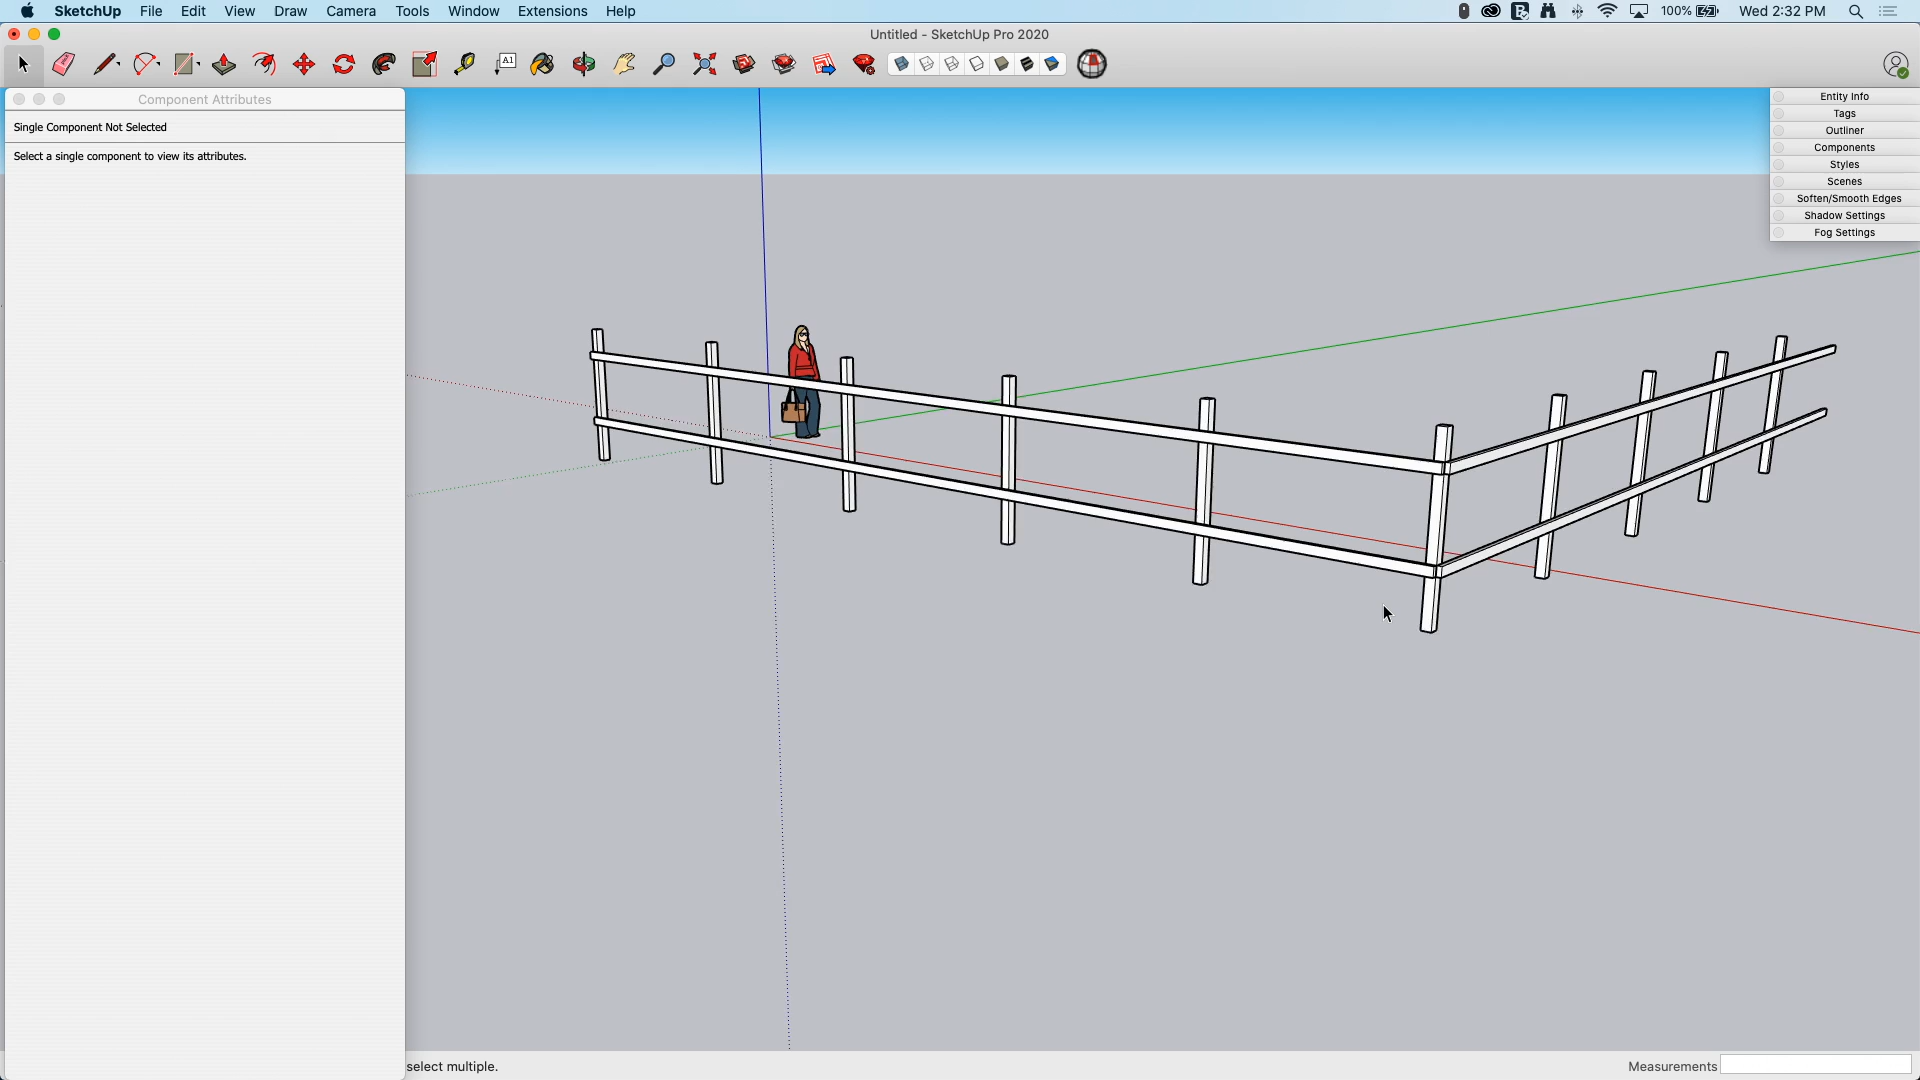 SketchUp File Edit View Draw Camera Tools Window Extensions Help 100% Wed 2:32 PM
Untitled - SketchUp Pro 2020
A1
Component Attributes
Single Component Not Selected
Select a single component to view its attributes.
Entity Info
Tags
Outliner
Components
Styles
Scenes
Soften/Smooth Edges
Shadow Settings
Fog Settings
select multiple.
Measurements